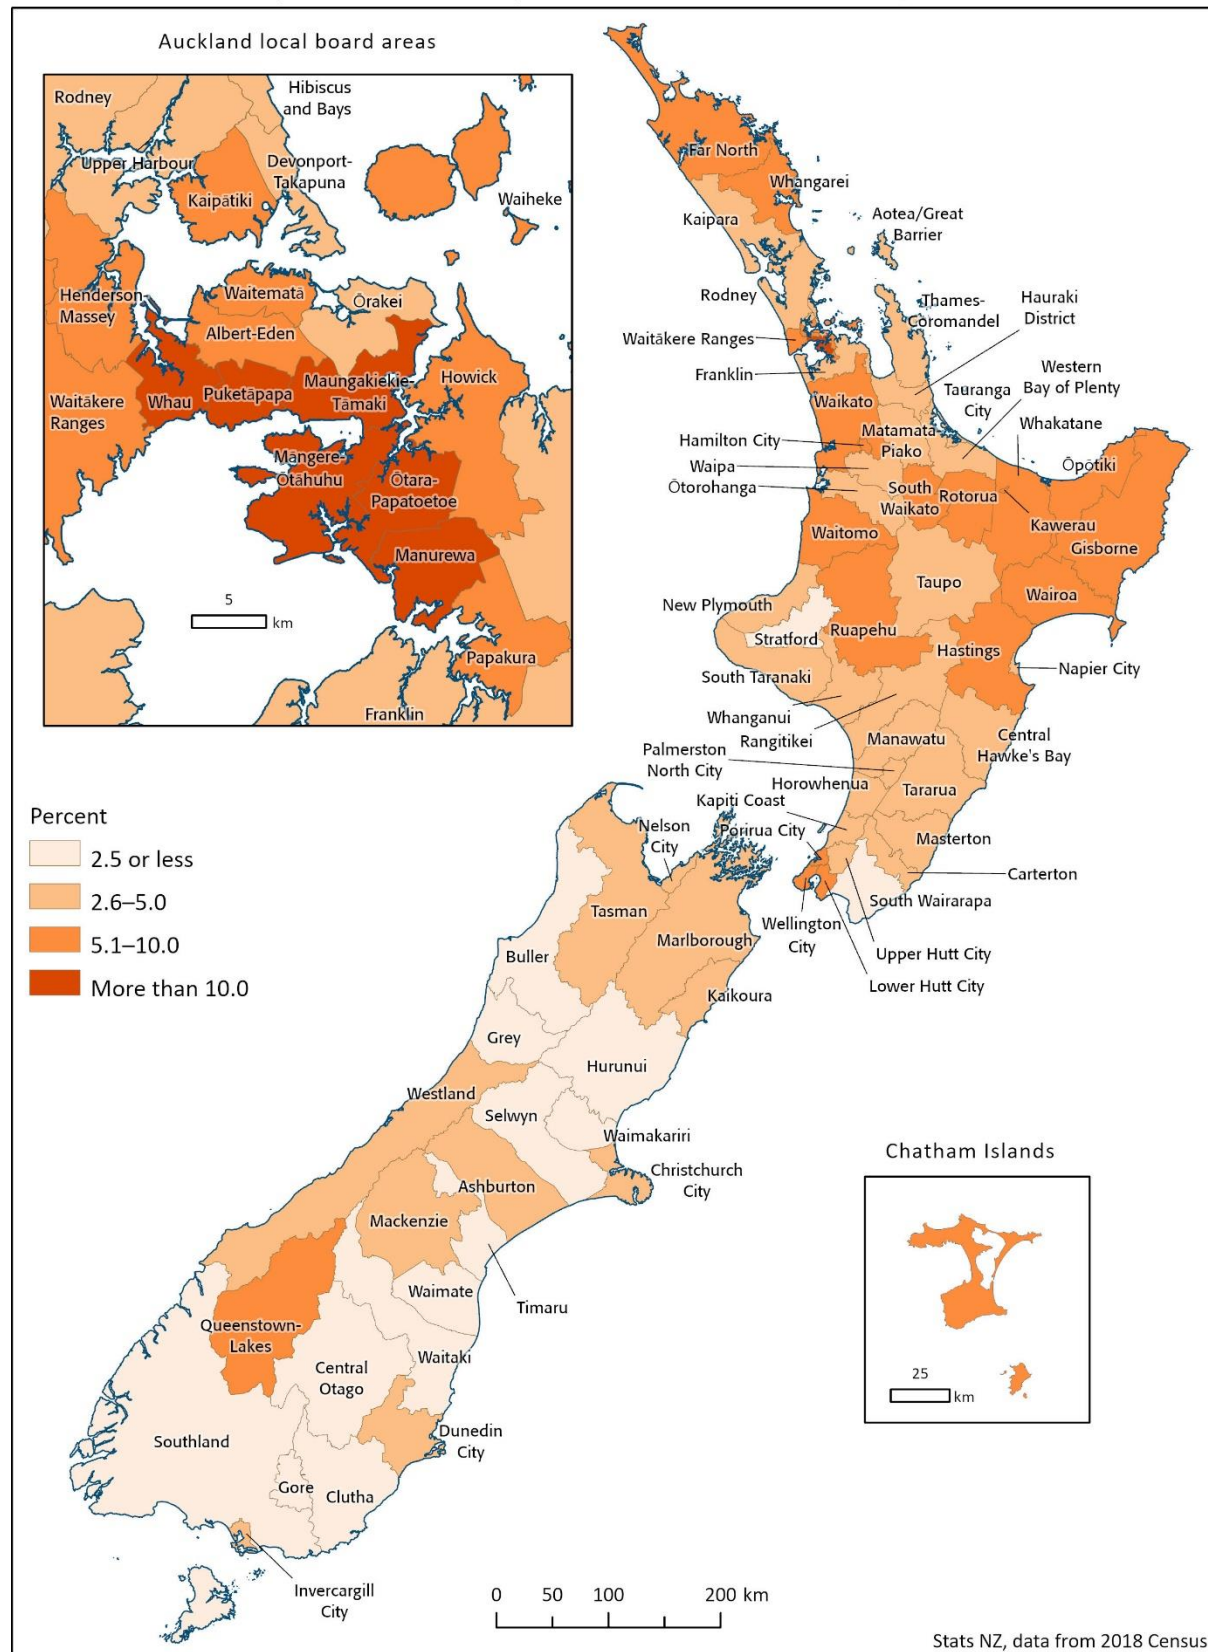 Auckland local board areas
Rodney
Hibiscus
and Bays
Upper Harbour
Devonport-
Takapuna
Kaipātiki
Waiheke
Henderson-
Massey
Waitematā
Ōrakei
Albert-Eden
Waitākere
Ranges
Whau
Puketāpapa
Maungakiekie-
Tāmaki
Howick
Māngere-
Ōtāhuhu
Ōtara-
Papatoetoe
Manurewa
5
km
Papakura
Franklin
Far North
Whangarei
Kaipara
Aotea/Great
Barrier
Rodney
Thames-
Coromandel
Hauraki
District
Waitākere Ranges
Franklin
Western
Bay of Plenty
Tauranga
City
Waikato
Whakatane
Hamilton City
Matamata
Piako
Waipa
Ōpōtiki
Ōtorohanga
South
Waikato
Rotorua
Kawerau
Waitomo
Gisborne
Taupo
Wairoa
New Plymouth
Stratford
Ruapehu
Hastings
Napier City
South Taranaki
Whanganui
Rangitikei
Manawatu
Central
Hawke's Bay
Palmerston
North City
Horowhenua
Tararua
Kapiti Coast
Porirua City
Masterton
Carterton
South Wairarapa
Wellington
City
Upper Hutt City
Lower Hutt City
Percent
2.5 or less
2.6–5.0
5.1–10.0
More than 10.0
Nelson
City
Tasman
Marlborough
Buller
Kaikoura
Grey
Hurunui
Westland
Selwyn
Waimakariri
Christchurch
City
Ashburton
Mackenzie
Timaru
Waimate
Queenstown-
Lakes
Waitaki
Central
Otago
Dunedin
City
Southland
Gore
Clutha
Invercargill
City
Chatham Islands
25
km
0 50 100 200 km
Stats NZ, data from 2018 Census